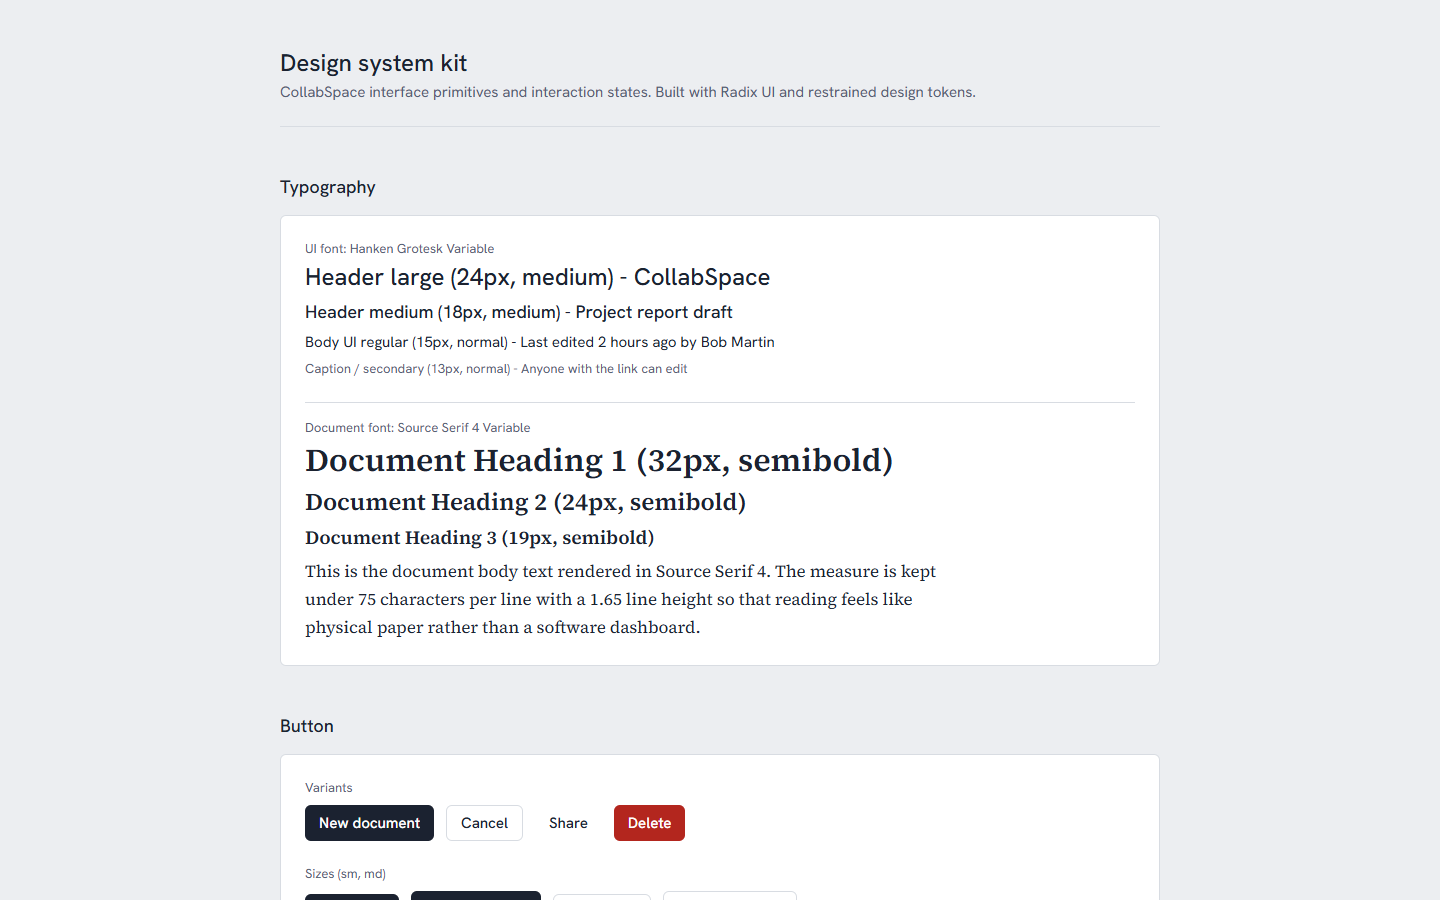 Design system kit
CollabSpace interface primitives and interaction states. Built with Radix UI and restrained design tokens.
Typography
UI font: Hanken Grotesk Variable
Header large (24px, medium) - CollabSpace
Header medium (18px, medium) - Project report draft
Body UI regular (15px, normal) - Last edited 2 hours ago by Bob Martin
Caption / secondary (13px, normal) - Anyone with the link can edit
Document font: Source Serif 4 Variable
Document Heading 1 (32px, semibold)
Document Heading 2 (24px, semibold)
Document Heading 3 (19px, semibold)
This is the document body text rendered in Source Serif 4. The measure is kept
under 75 characters per line with a 1.65 line height so that reading feels like
physical paper rather than a software dashboard.
Button
Variants
New document Cancel Share Delete
Sizes (sm, md)